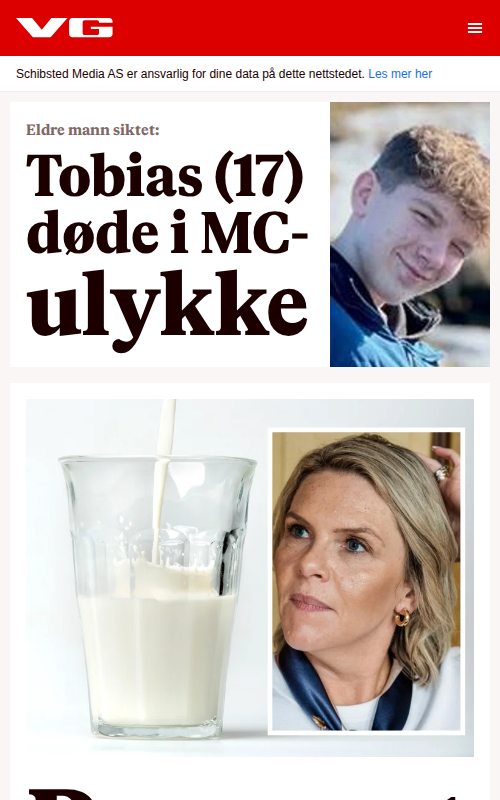 VG
Schibsted Media AS er ansvarlig for dine data på dette nettstedet. Les mer her
Eldre mann siktet:
Tobias (17)
døde i MC-
ulykke